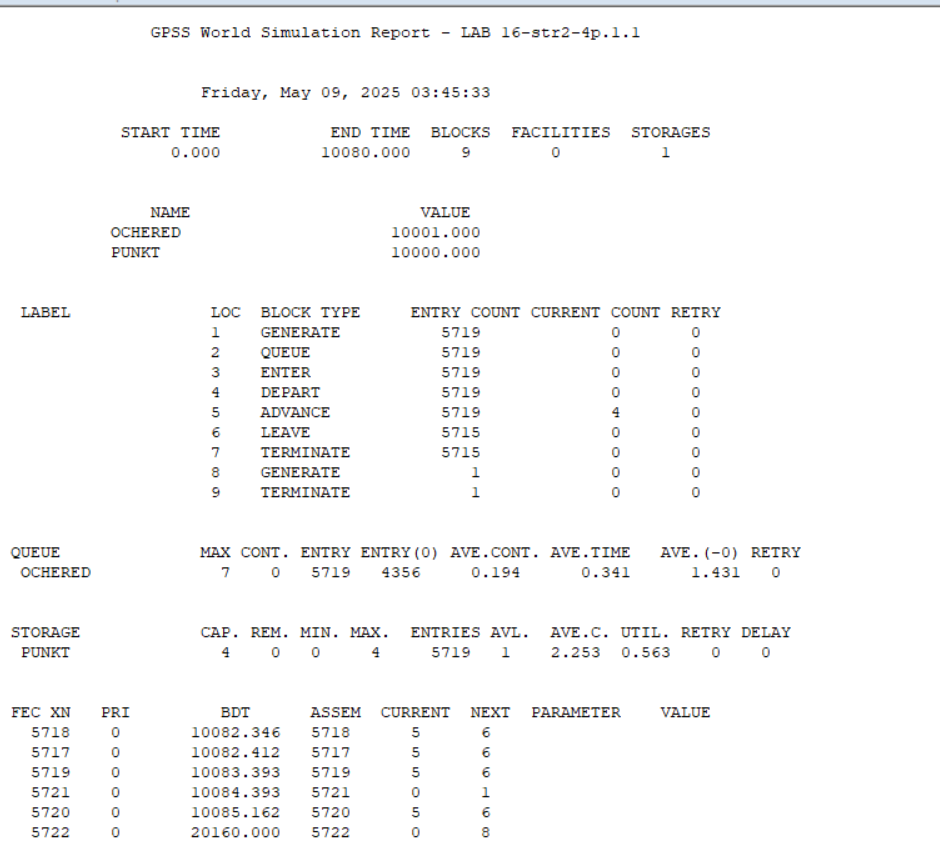 GPSS World Simulation Report - LAB 16-str2-4p.1.1
Friday, May 09, 2025 03:45:33
START TIME END TIME BLOCKS FACILITIES STORAGES
0.000 10080.000 9 0 1
NAME VALUE
OCHERED 10001.000
PUNKT 10000.000
LABEL LOC BLOCK TYPE ENTRY COUNT CURRENT COUNT RETRY
1 GENERATE 5719 0 0
2 QUEUE 5719 0 0
3 ENTER 5719 0 0
4 DEPART 5719 0 0
5 ADVANCE 5719 4 0
6 LEAVE 5715 0 0
7 TERMINATE 5715 0 0
8 GENERATE 1 0 0
9 TERMINATE 1 0 0
QUEUE MAX CONT. ENTRY ENTRY(0) AVE.CONT. AVE.TIME AVE.(-0) RETRY
OCHERED 7 0 5719 4356 0.194 0.341 1.431 0
STORAGE CAP. REM. MIN. MAX. ENTRIES AVL. AVE.C. UTIL. RETRY DELAY
PUNKT 4 0 0 4 5719 1 2.253 0.563 0 0
FEC XN PRI BDT ASSEM CURRENT NEXT PARAMETER VALUE
5718 0 10082.346 5718 5 6
5717 0 10082.412 5717 5 6
5719 0 10083.393 5719 5 6
5721 0 10084.393 5721 0 1
5720 0 10085.162 5720 5 6
5722 0 20160.000 5722 0 8